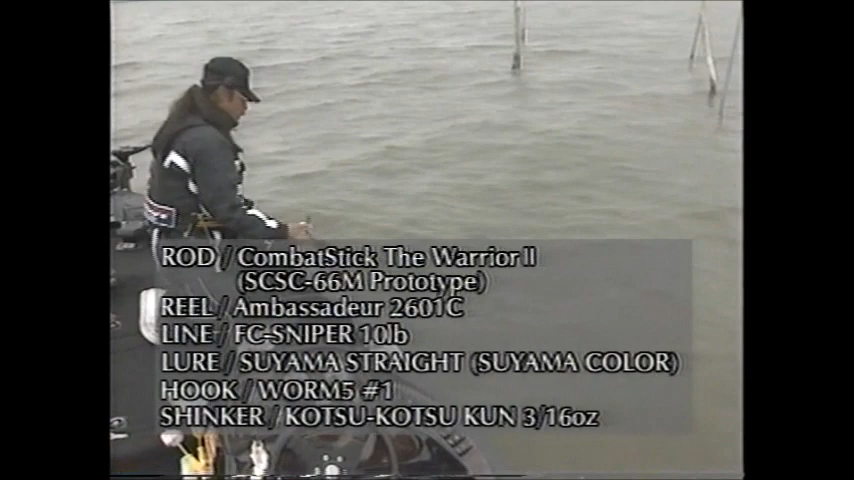 ROD / CombatStick The Warrior II
(SCSC-66M Prototype)
REEL / Ambassadeur 2601C
LINE / FC-SNIPER 10lb
LURE / SUYAMA STRAIGHT (SUYAMA COLOR)
HOOK / WORM5 #1
SHINKER / KOTSU-KOTSU KUN 3/16oz